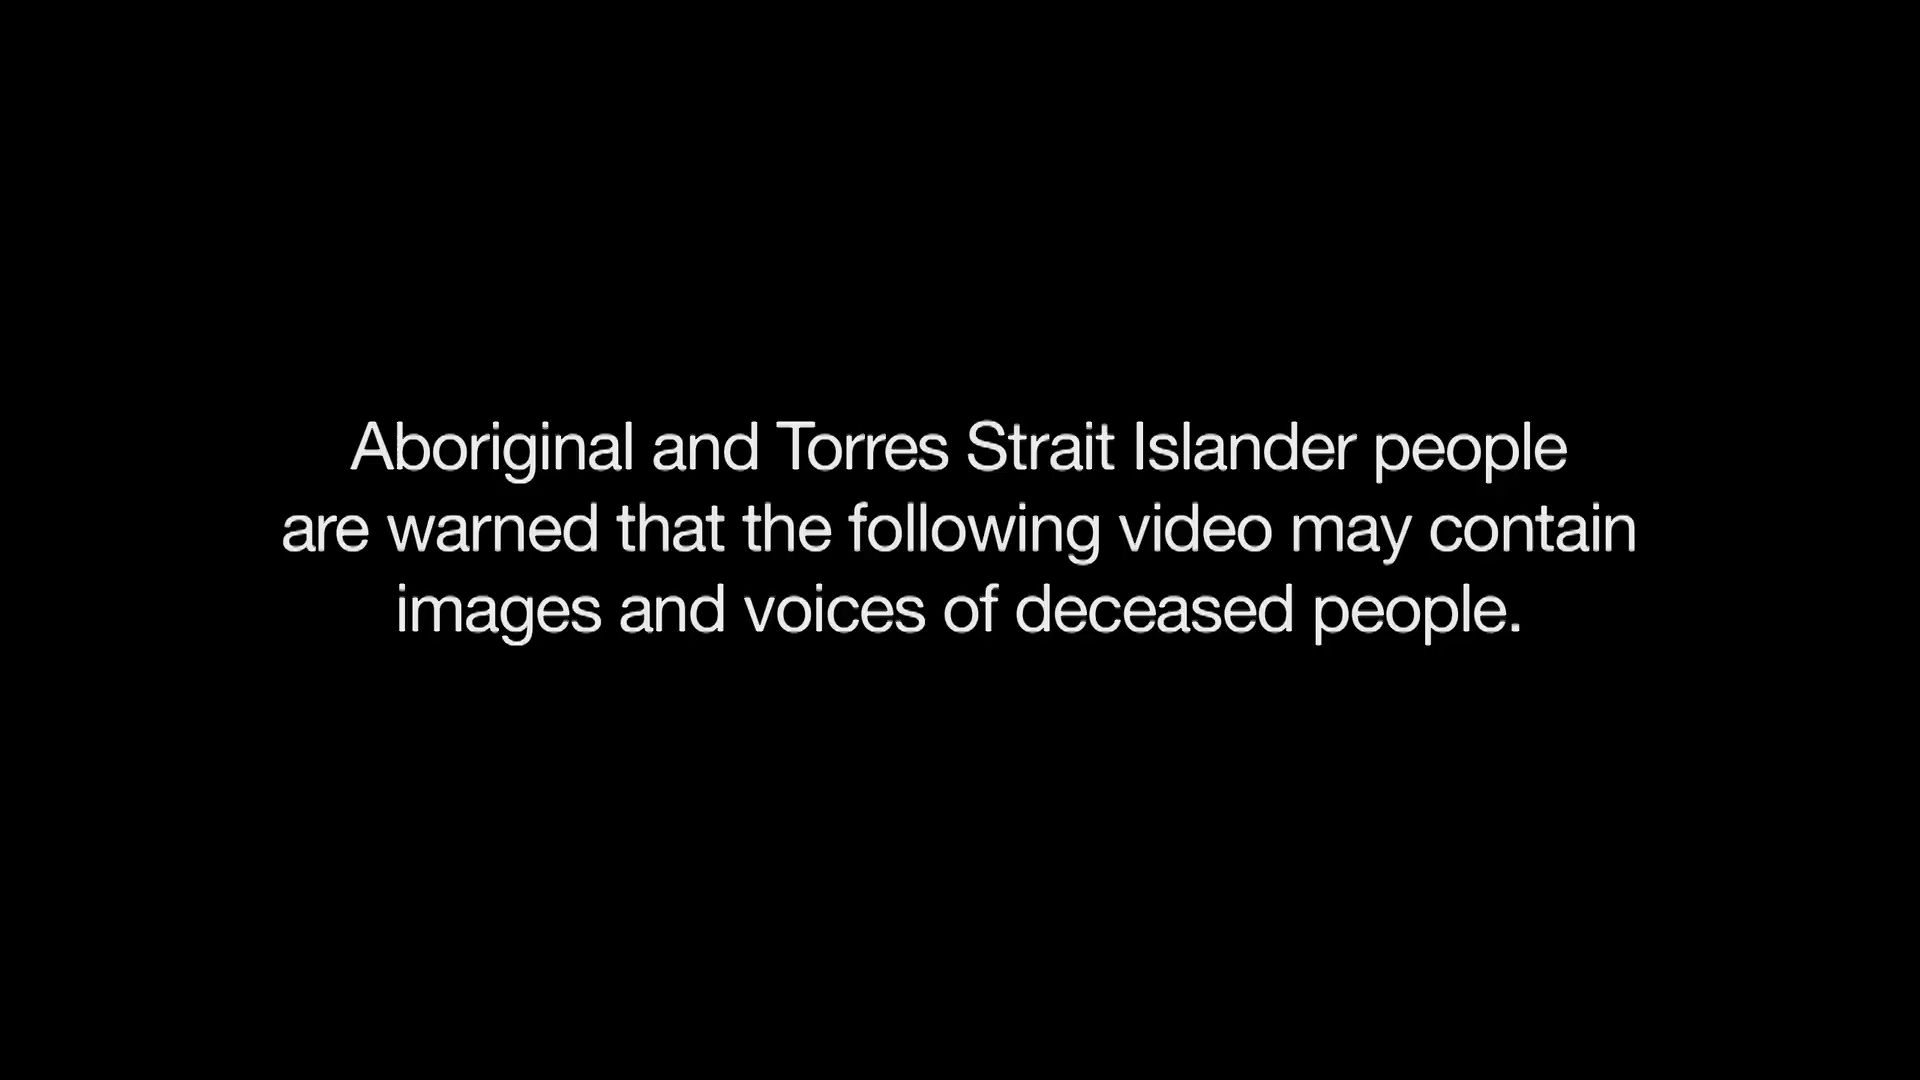 Aboriginal and Torres Strait Islander people
are warned that the following video may contain
images and voices of deceased people.